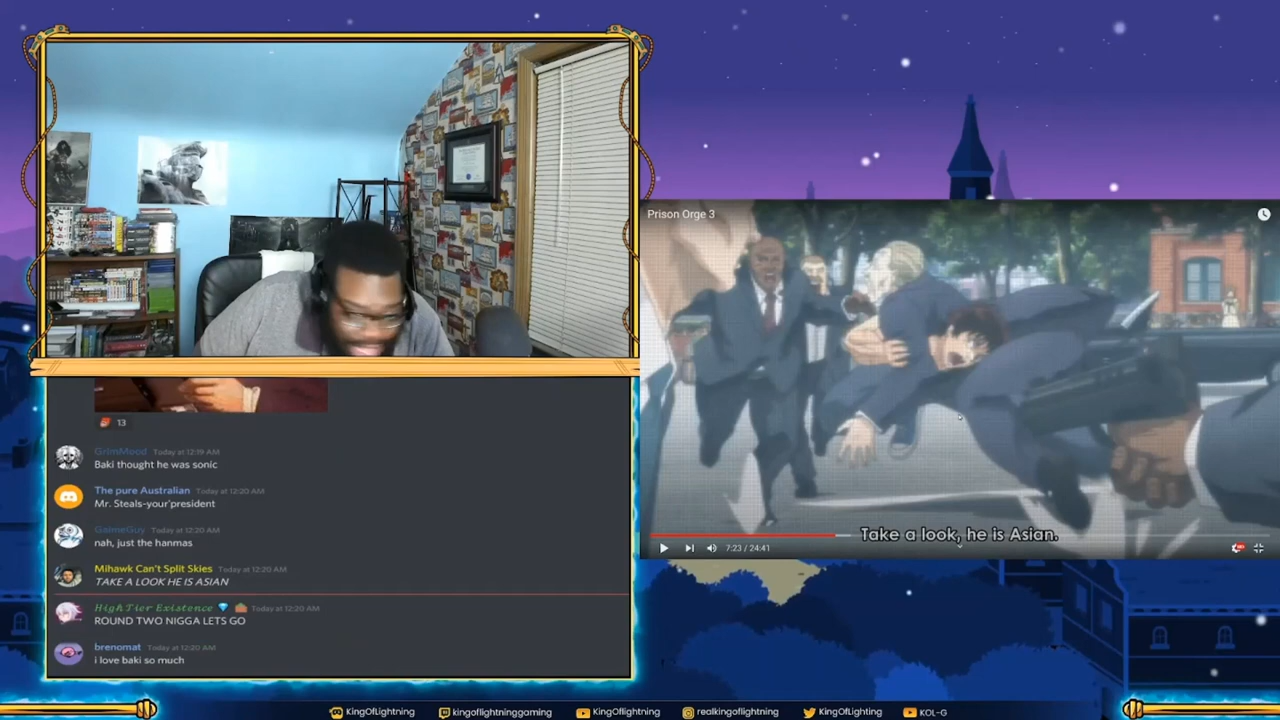 Prison Orge 3
Take a look, he is Asian.
7:23 / 24:41
13
GrimMood Today at 12:19 AM
Baki thought he was sonic
The pure Australian Today at 12:20 AM
Mr. Steals-your'president
GaimeGuy Today at 12:20 AM
nah, just the hanmas
Mihawk Can't Split Skies Today at 12:20 AM
TAKE A LOOK HE IS ASIAN
High Tier Existence Today at 12:20 AM
ROUND TWO NIGGA LETS GO
brenomat Today at 12:20 AM
i love baki so much
KingOfLightning kingoflightninggaming KingOflightning realkingoflightning KingOfLighting KOL-G